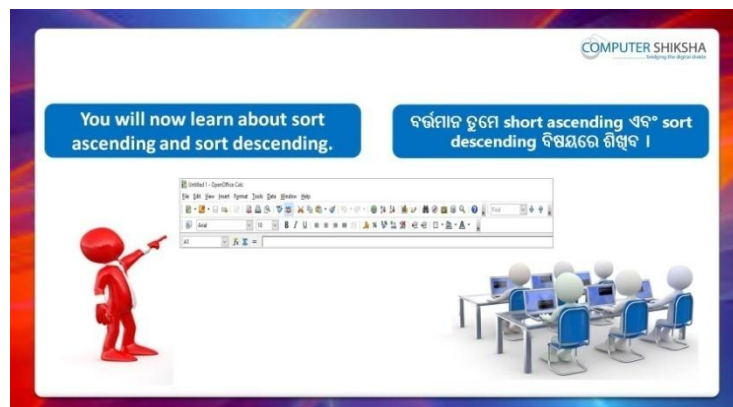 COMPUTER SHIKSHA
bridging the digital divide
You will now learn about sort
ascending and sort descending.
ବର୍ତ୍ତମାନ ତୁମେ short ascending ଏବଂ sort
descending ବିଷୟରେ ଶିଖିବ ।
Untitled 1 - OpenOffice Calc
File Edit View Insert Format Tools Data Window Help
Find
Arial 10 B I U
A1 =